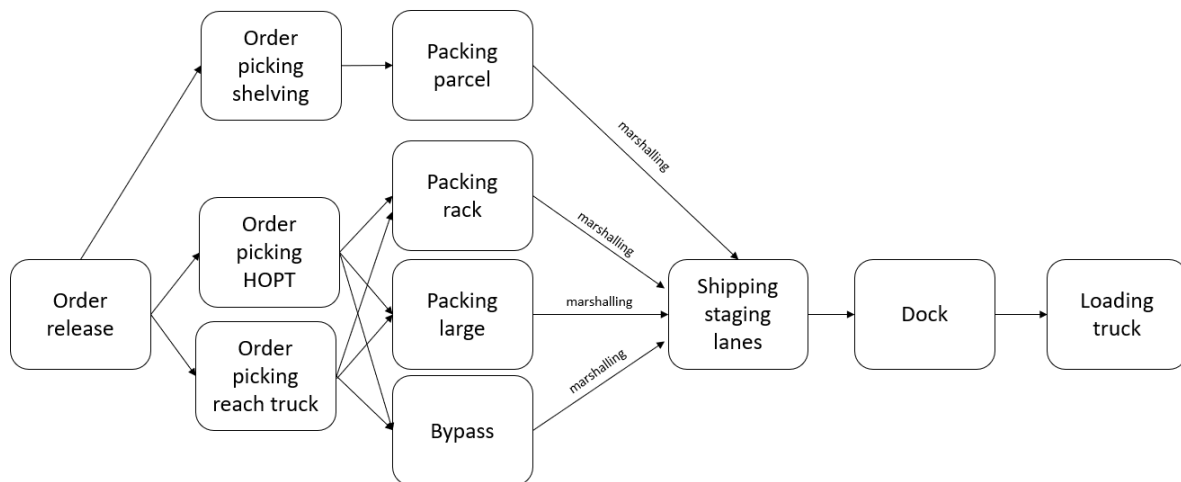 Order
release
Order
picking
shelving
Order
picking
HOPT
Order
picking
reach truck
Packing
parcel
Packing
rack
Packing
large
Bypass
marshalling
marshalling
marshalling
marshalling
Shipping
staging
lanes
Dock
Loading
truck